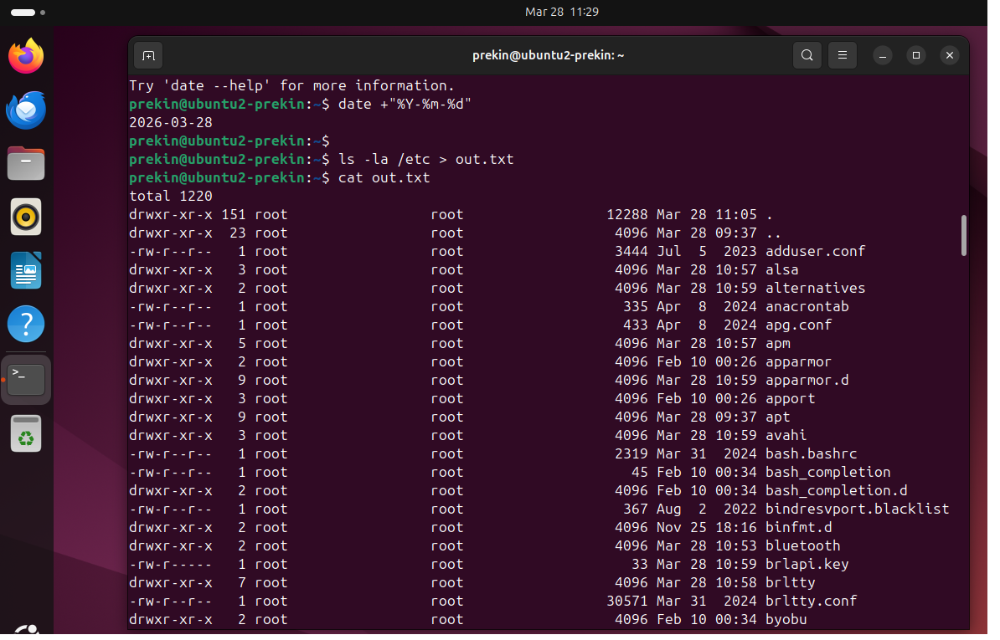 Mar 28 11:29
prekin@ubuntu2-prekin: ~
Try 'date --help' for more information.
prekin@ubuntu2-prekin:~$ date +"%Y-%m-%d"
2026-03-28
prekin@ubuntu2-prekin:~$
prekin@ubuntu2-prekin:~$ ls -la /etc > out.txt
prekin@ubuntu2-prekin:~$ cat out.txt
total 1220
drwxr-xr-x 151 root                 root                 12288 Mar 28 11:05 .
drwxr-xr-x  23 root                 root                  4096 Mar 28 09:37 ..
-rw-r--r--   1 root                 root                  3444 Jul  5  2023 adduser.conf
drwxr-xr-x   3 root                 root                  4096 Mar 28 10:57 alsa
drwxr-xr-x   2 root                 root                  4096 Mar 28 10:59 alternatives
-rw-r--r--   1 root                 root                   335 Apr  8  2024 anacrontab
-rw-r--r--   1 root                 root                   433 Apr  8  2024 apg.conf
drwxr-xr-x   5 root                 root                  4096 Mar 28 10:57 apm
drwxr-xr-x   2 root                 root                  4096 Feb 10 00:26 apparmor
drwxr-xr-x   9 root                 root                  4096 Mar 28 10:59 apparmor.d
drwxr-xr-x   3 root                 root                  4096 Feb 10 00:26 apport
drwxr-xr-x   9 root                 root                  4096 Mar 28 09:37 apt
drwxr-xr-x   3 root                 root                  4096 Mar 28 10:59 avahi
-rw-r--r--   1 root                 root                  2319 Mar 31  2024 bash.bashrc
-rw-r--r--   1 root                 root                    45 Feb 10 00:34 bash_completion
drwxr-xr-x   2 root                 root                  4096 Feb 10 00:34 bash_completion.d
-rw-r--r--   1 root                 root                   367 Aug  2  2022 bindresvport.blacklist
drwxr-xr-x   2 root                 root                  4096 Nov 25 18:16 binfmt.d
drwxr-xr-x   2 root                 root                  4096 Mar 28 10:53 bluetooth
-rw-r-----   1 root                 root                    33 Mar 28 10:59 brlapi.key
drwxr-xr-x   7 root                 root                  4096 Mar 28 10:58 brltty
-rw-r--r--   1 root                 root                 30571 Mar 31  2024 brltty.conf
drwxr-xr-x   2 root                 root                  4096 Feb 10 00:34 byobu